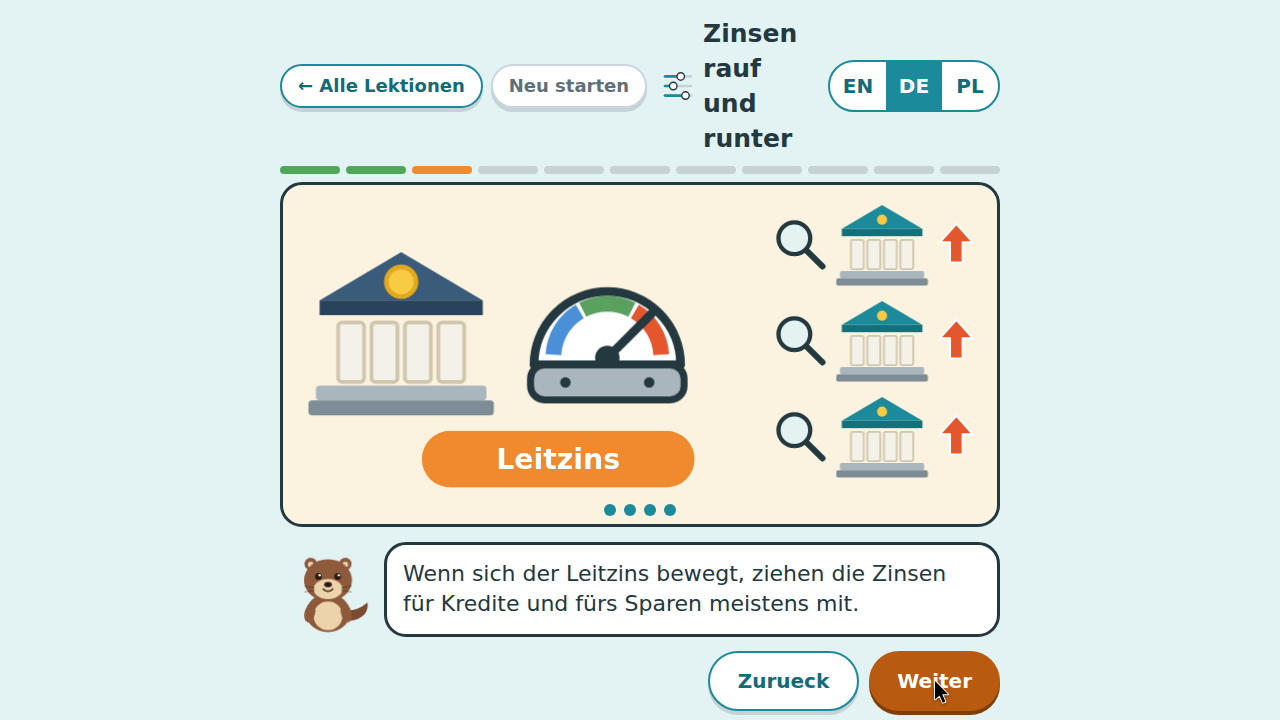 ← Alle Lektionen
Neu starten
Zinsen
rauf
und
runter
EN DE PL
Leitzins
Wenn sich der Leitzins bewegt, ziehen die Zinsen
für Kredite und fürs Sparen meistens mit.
Zurueck
Weiter